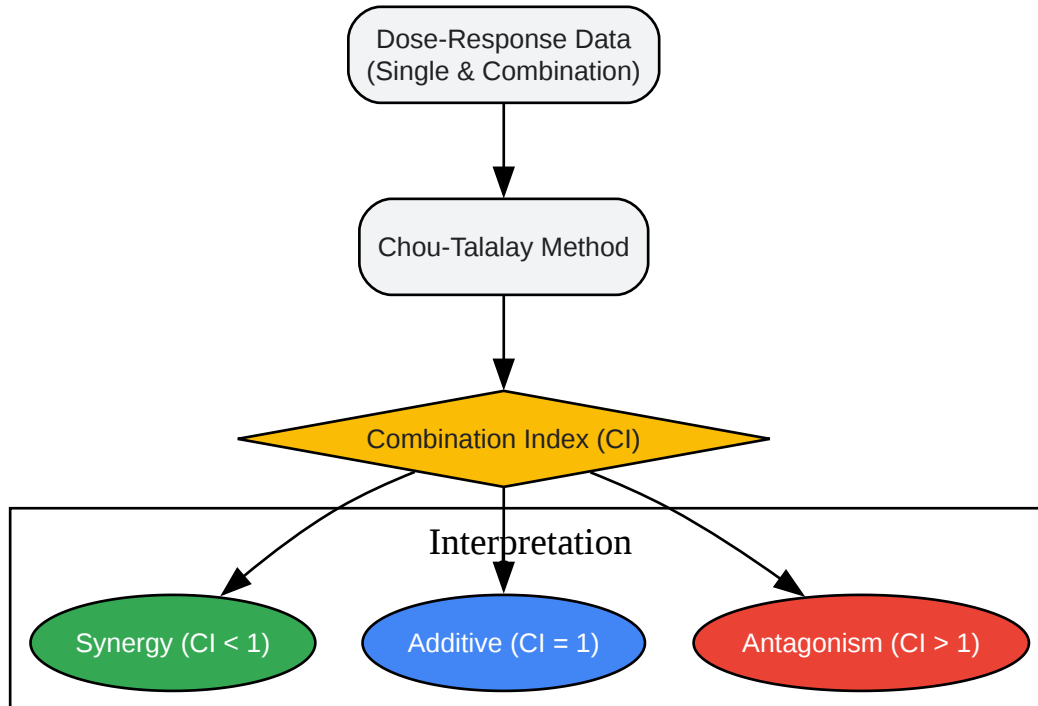 Dose-Response Data
(Single & Combination)
Chou-Talalay Method
Combination Index (CI)
Interpretation
Synergy (CI < 1)
Additive (CI = 1)
Antagonism (CI > 1)